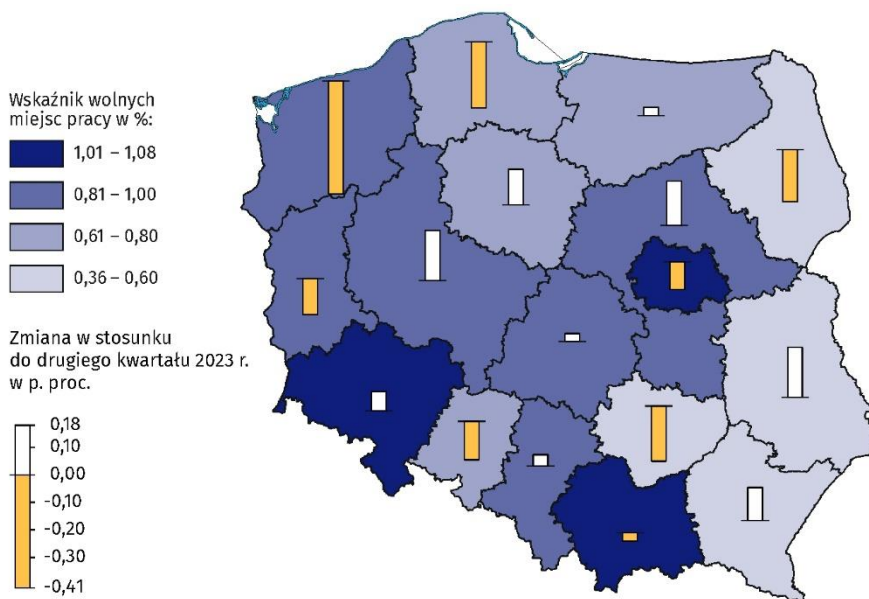 Wskaźnik wolnych
miejsc pracy w %:
1,01 – 1,08
0,81 – 1,00
0,61 – 0,80
0,36 – 0,60
Zmiana w stosunku
do drugiego kwartału 2023 r.
w p. proc.
0,18
0,10
0,00
-0,10
-0,20
-0,30
-0,41